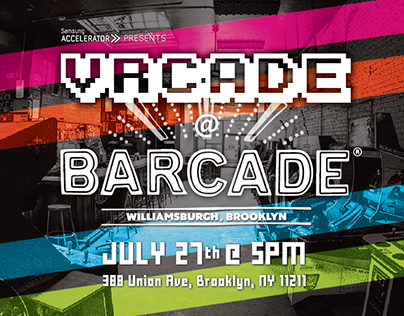 Samsung
ACCELERATOR >> PRESENTS
VRCADE
@
BARCADE®
WILLIAMSBURGH, BROOKLYN
JULY 27th @ 5PM
388 Union Ave, Brooklyn, NY 11211